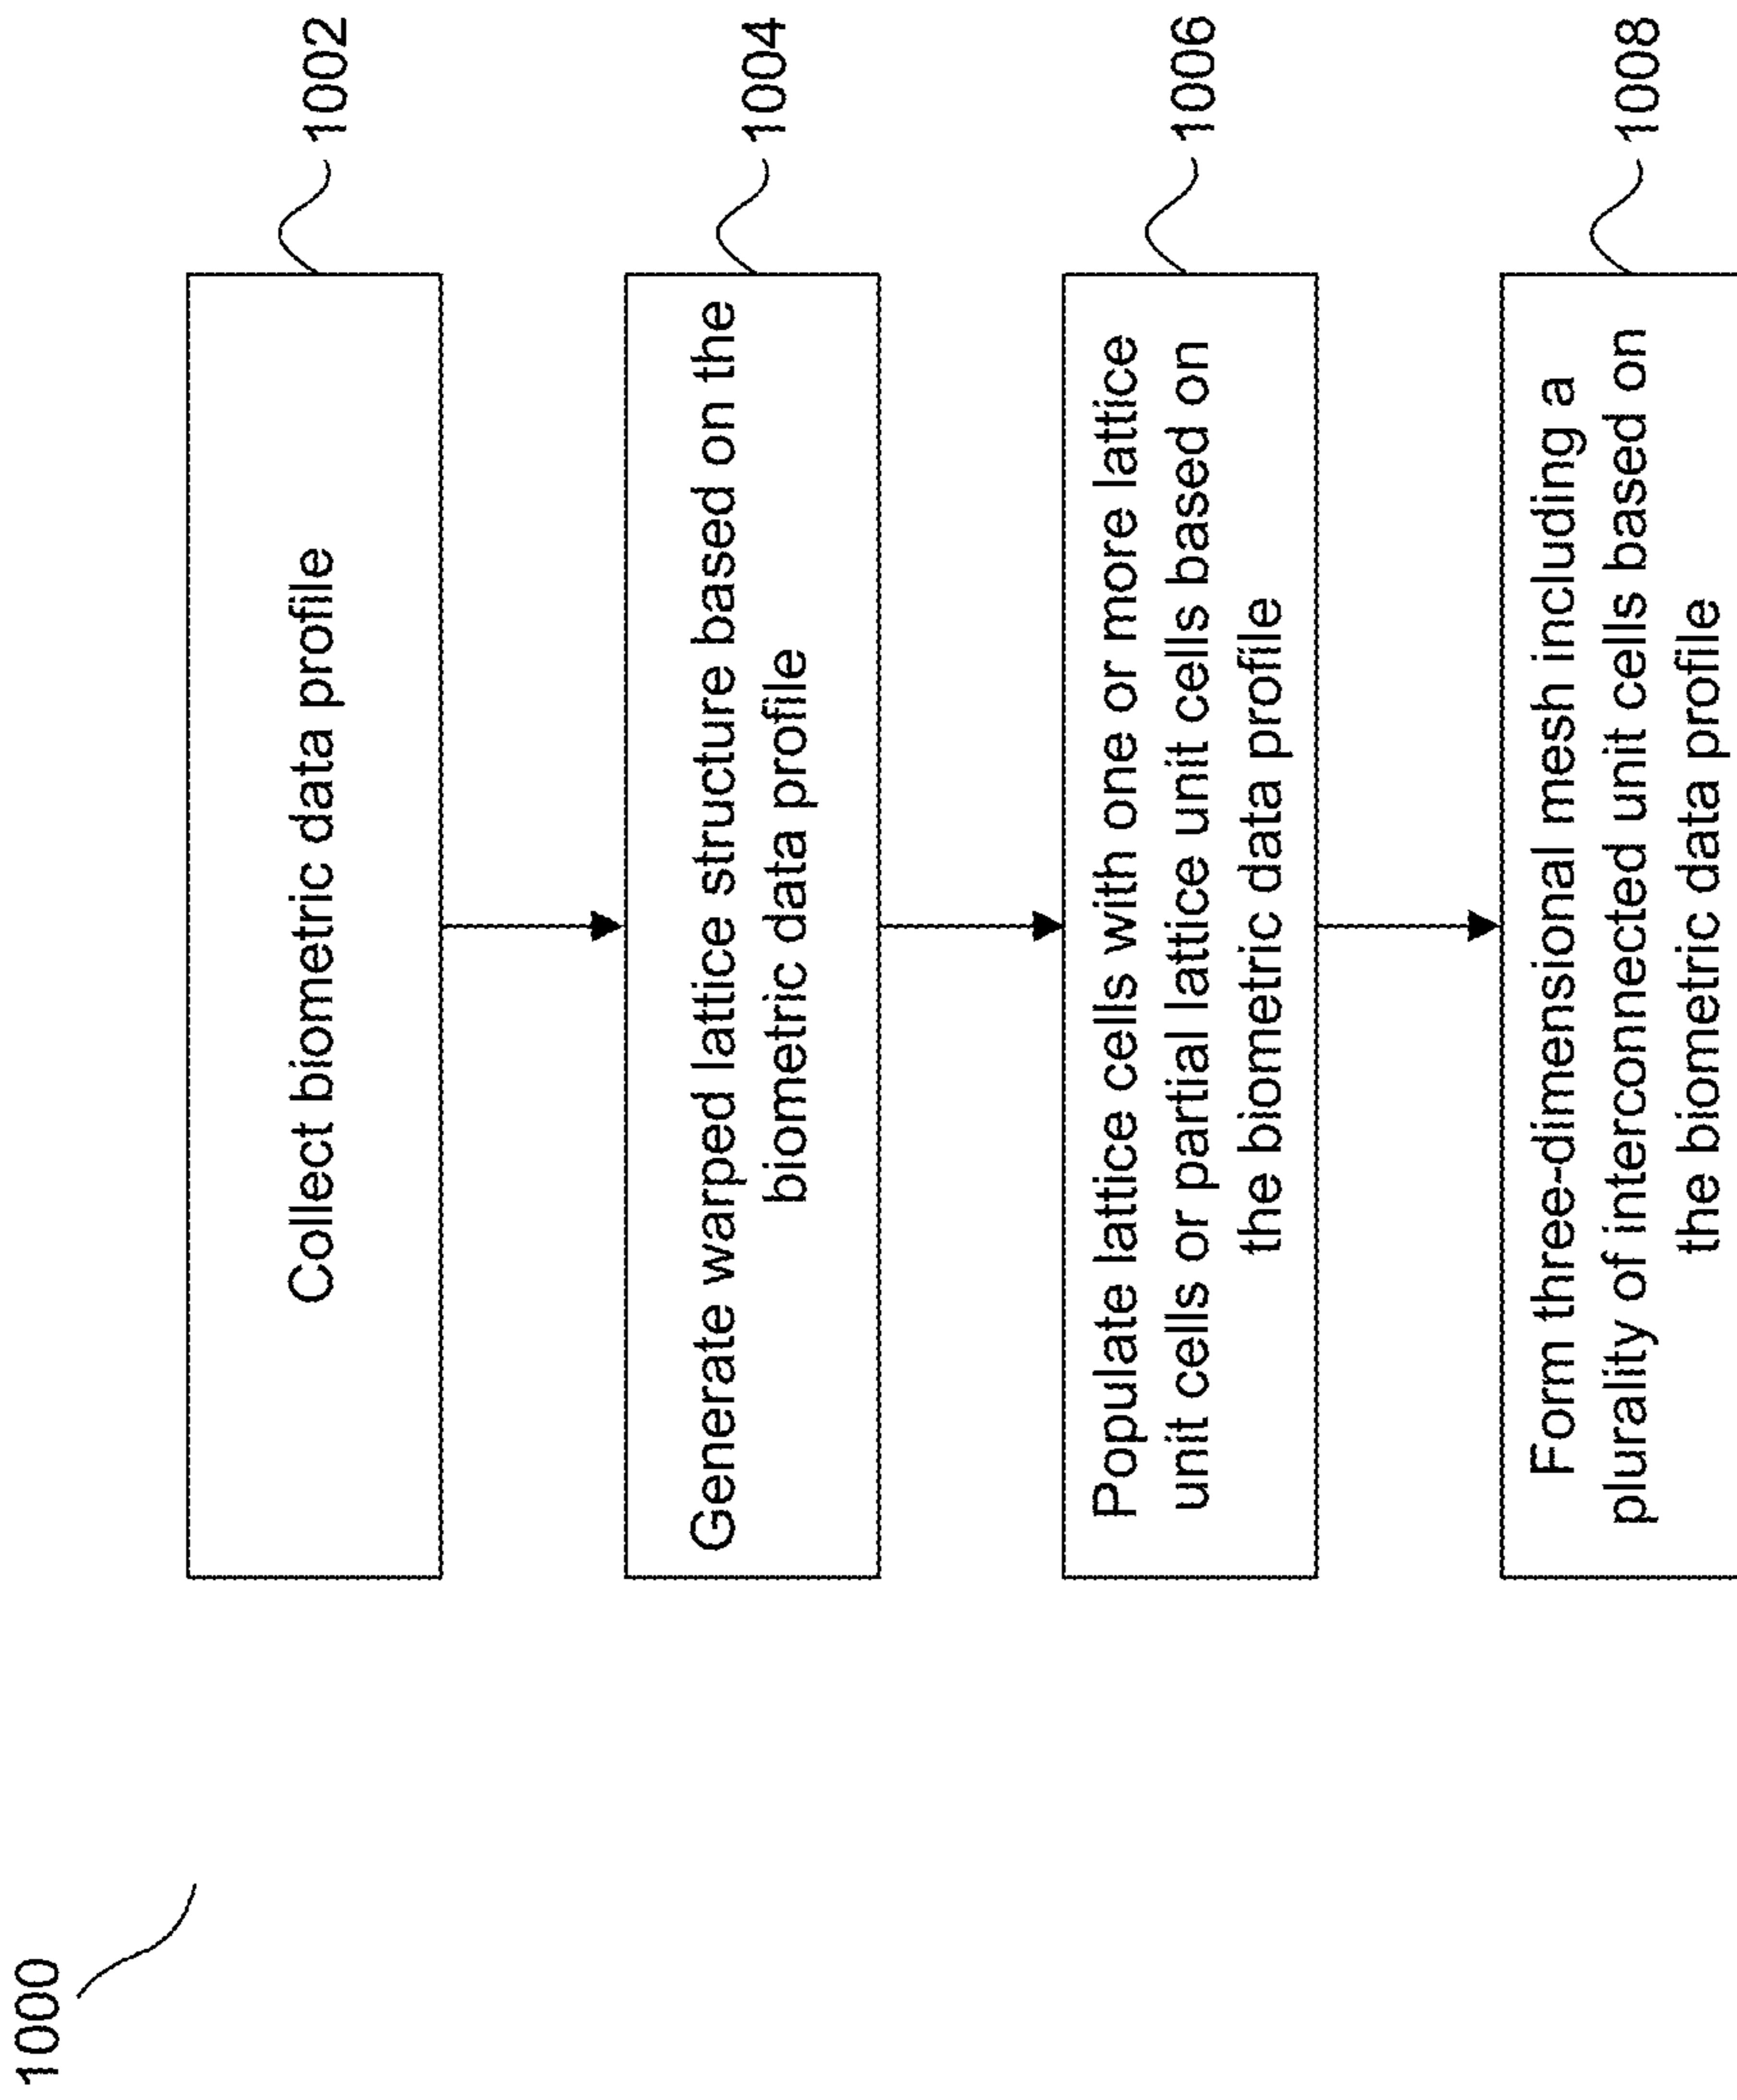 1000
Collect biometric data profile
1002
Generate warped lattice structure based on the
biometric data profile
1004
Populate lattice cells with one or more lattice
unit cells or partial lattice unit cells based on
the biometric data profile
1006
Form three-dimensional mesh including a
plurality of interconnected unit cells based on
the biometric data profile
1008